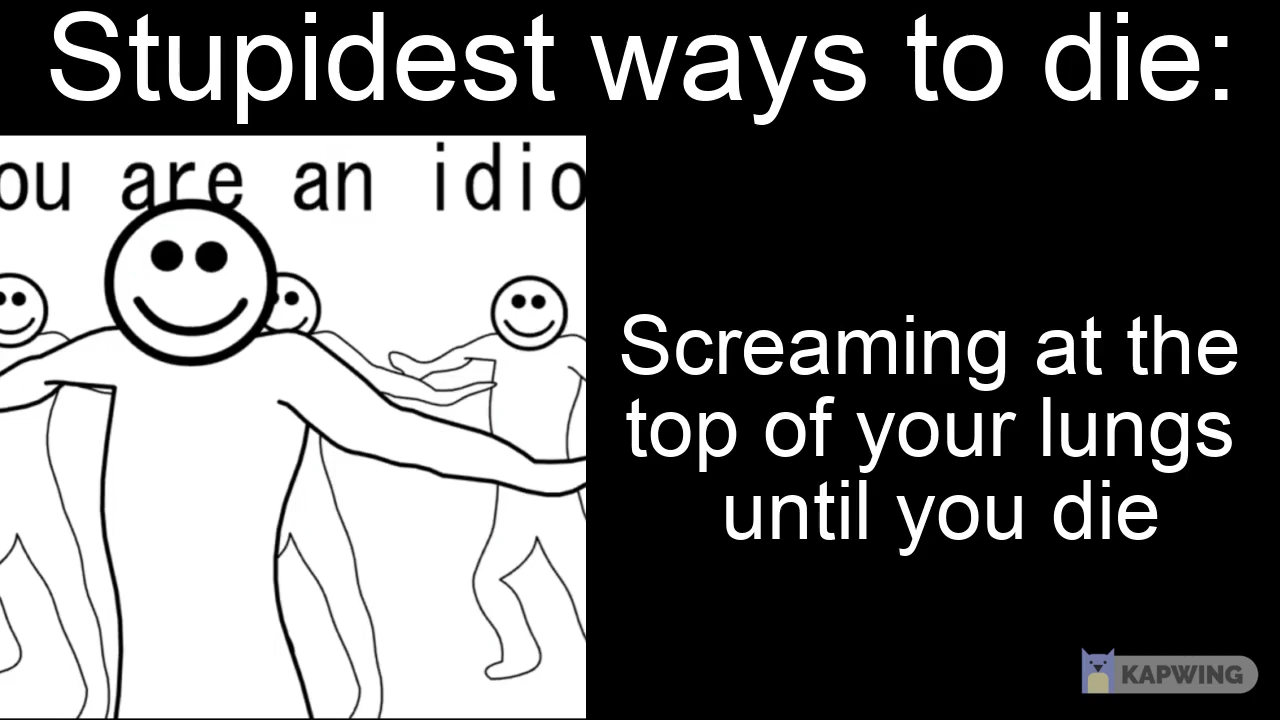 Stupidest ways to die:
ou are an idio
Screaming at the
top of your lungs
until you die
KAPWING